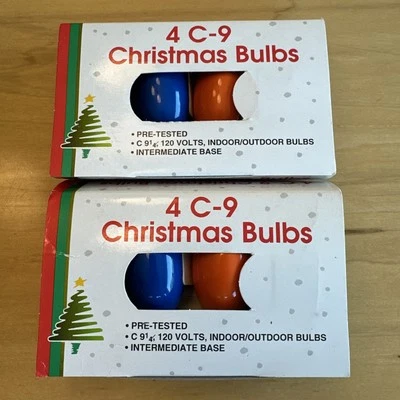 4 C-9
Christmas Bulbs
• PRE-TESTED
• C 9¼; 120 VOLTS, INDOOR/OUTDOOR BULBS
• INTERMEDIATE BASE
4 C-9
Christmas Bulbs
• PRE-TESTED
• C 9¼; 120 VOLTS, INDOOR/OUTDOOR BULBS
• INTERMEDIATE BASE